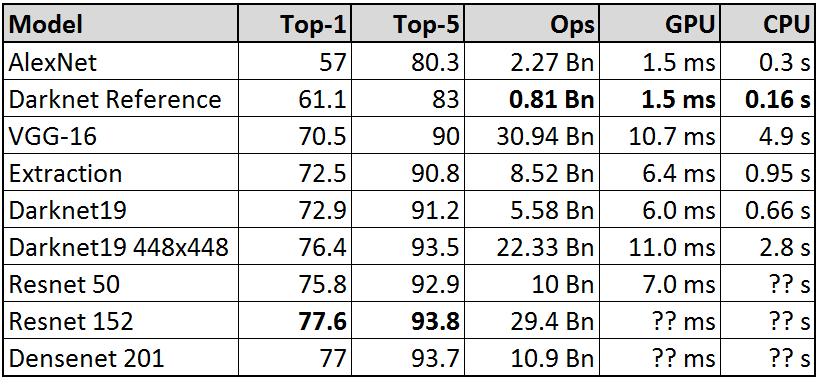 Model Top-1 Top-5 Ops GPU CPU
AlexNet 57 80.3 2.27 Bn 1.5 ms 0.3 s
Darknet Reference 61.1 83 0.81 Bn 1.5 ms 0.16 s
VGG-16 70.5 90 30.94 Bn 10.7 ms 4.9 s
Extraction 72.5 90.8 8.52 Bn 6.4 ms 0.95 s
Darknet19 72.9 91.2 5.58 Bn 6.0 ms 0.66 s
Darknet19 448x448 76.4 93.5 22.33 Bn 11.0 ms 2.8 s
Resnet 50 75.8 92.9 10 Bn 7.0 ms ?? s
Resnet 152 77.6 93.8 29.4 Bn ?? ms ?? s
Densenet 201 77 93.7 10.9 Bn ?? ms ?? s